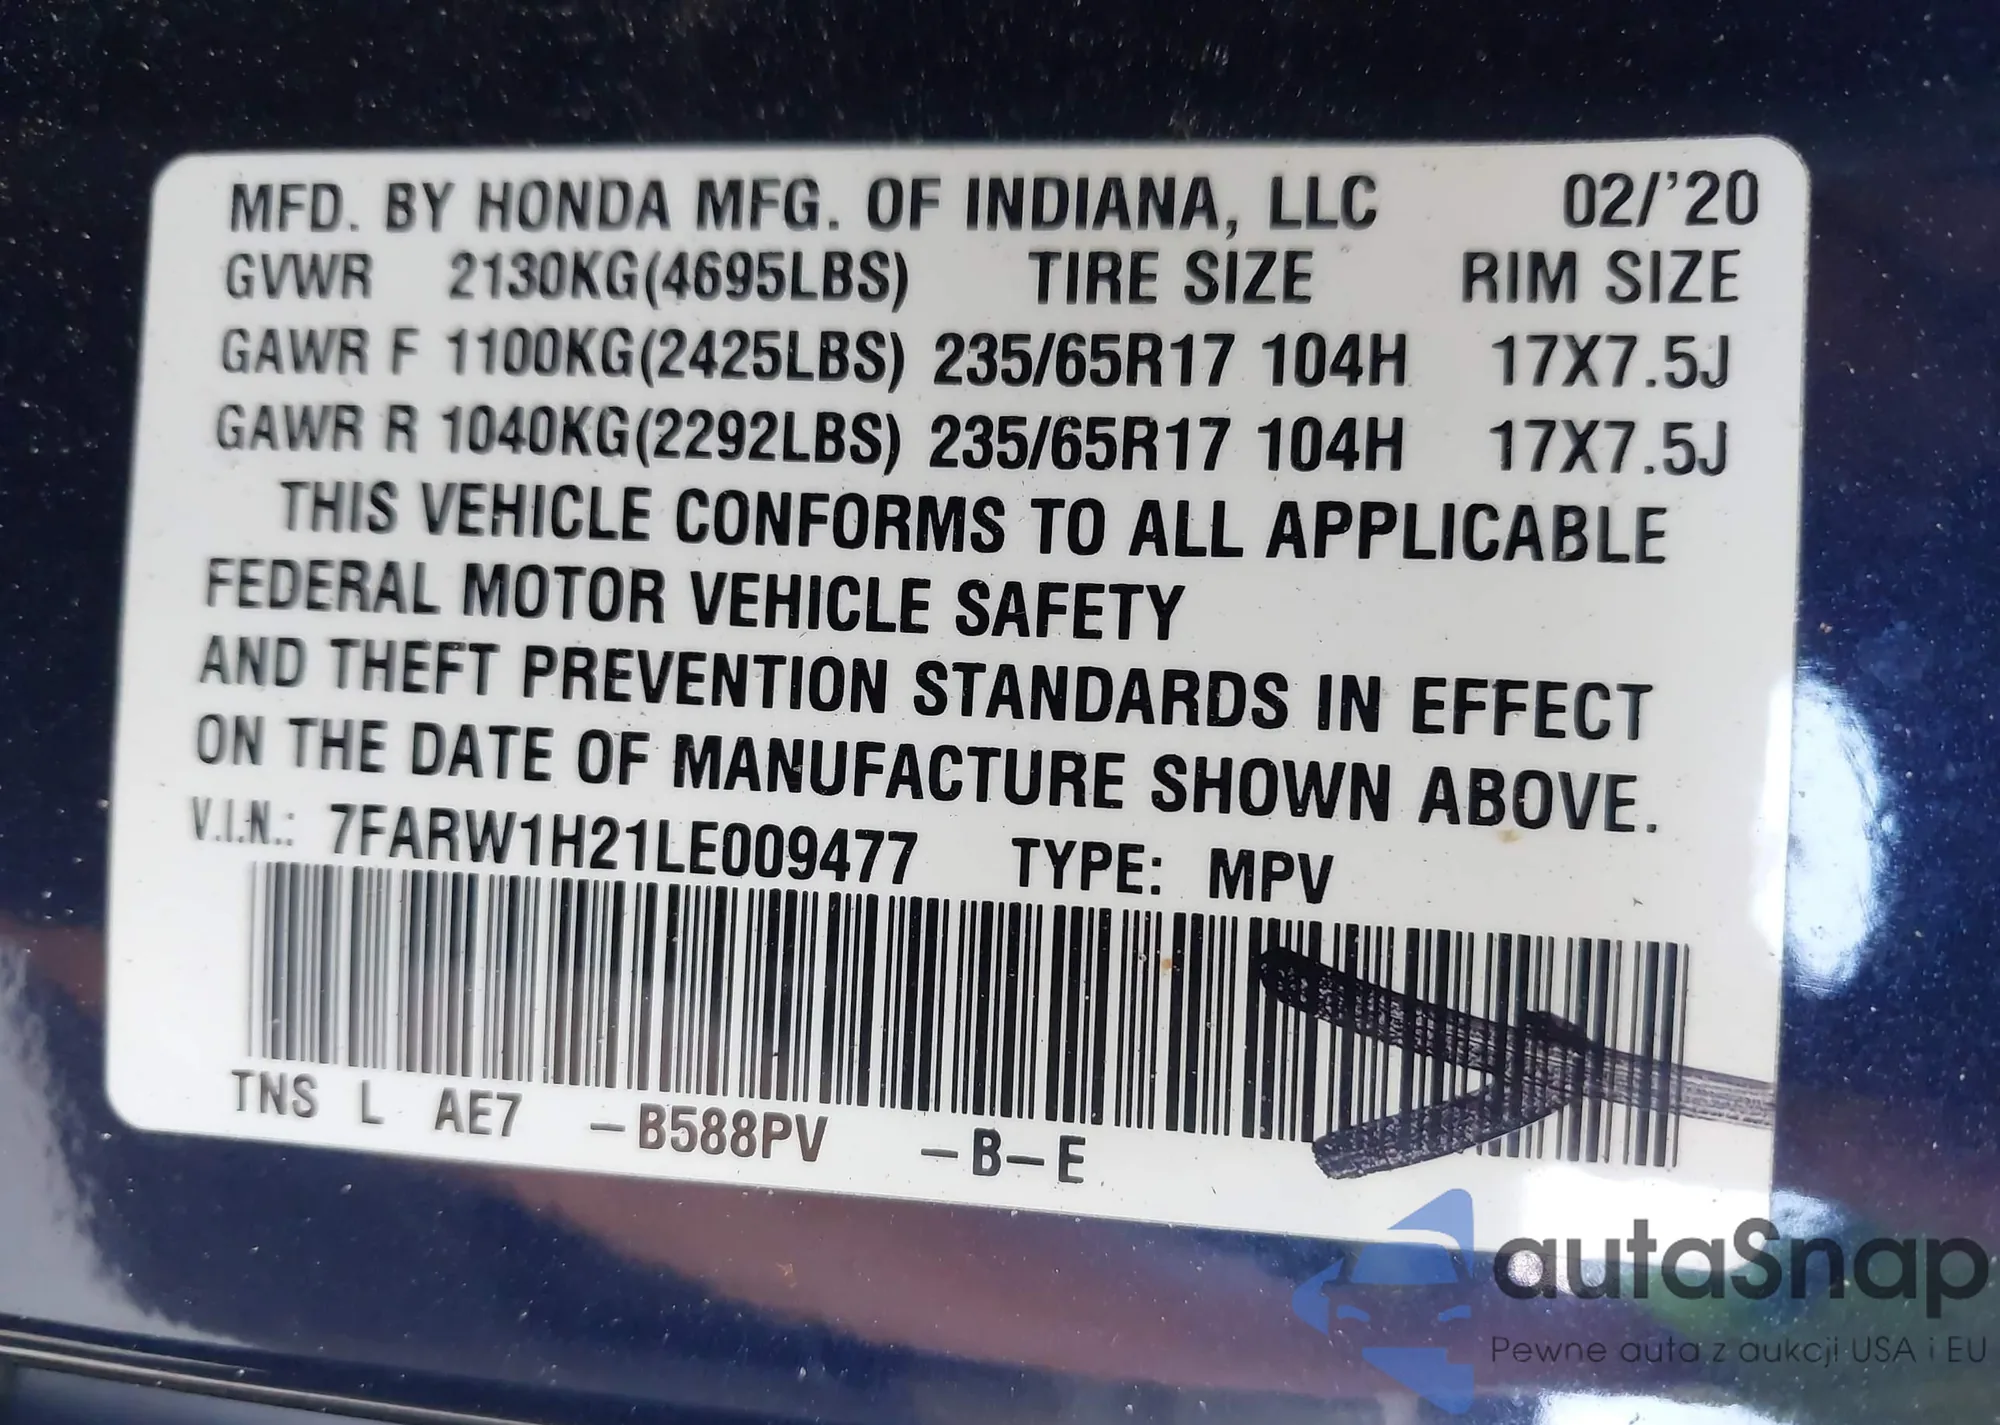 MFD. BY HONDA MFG. OF INDIANA, LLC 02/'20
GVWR 2130KG(4695LBS) TIRE SIZE RIM SIZE
GAWR F 1100KG(2425LBS) 235/65R17 104H 17X7.5J
GAWR R 1040KG(2292LBS) 235/65R17 104H 17X7.5J
THIS VEHICLE CONFORMS TO ALL APPLICABLE
FEDERAL MOTOR VEHICLE SAFETY
AND THEFT PREVENTION STANDARDS IN EFFECT
ON THE DATE OF MANUFACTURE SHOWN ABOVE.
V.I.N.: 7FARW1H21LE009477 TYPE: MPV
TNS L AE7 -B588PV -B-E
autaSnap
Pewne auta z aukcji USA i EU